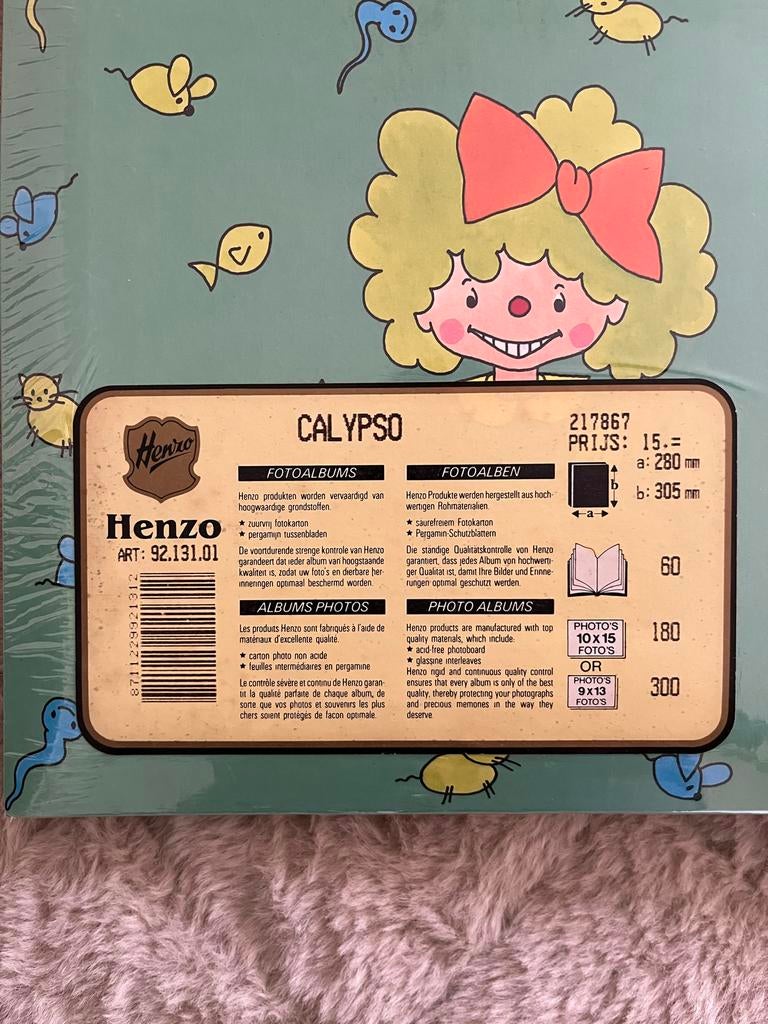 Henzo
Henzo
ART: 92.131.01
CALYPSO
217867
PRIJS: 15.=
FOTOALBUMS
Henzo produkten worden vervaardigd van
hoogwaardige grondstoffen.
★ zuurvrij fotokarton
★ pergamijn tussenbladen
De voortdurende strenge kontrole van Henzo
garandeert dat ieder album van hoogstaande
kwaliteit is, zodat uw foto's en dierbare her-
inneringen optimaal beschermd worden.
FOTOALBEN
Henzo Produkte werden hergestellt aus hoch-
wertigen Rohmaterialien.
★ säurefreiem Fotokarton
★ Pergamin-Schutzblättern
Die ständige Qualitätskontrolle von Henzo
garantiert, dass jedes Album von hochwerti-
ger Qualität ist, damit Ihre Bilder und Erinne-
rungen optimal geschützt werden.
ALBUMS PHOTOS
Les produits Henzo sont fabriqués à l'aide de
matériaux d'excellente qualité.
★ carton photo non acide
★ feuilles intermédiaires en pergamine
Le contrôle sévère et continu de Henzo garan-
tit la qualité parfaite de chaque album, de
sorte que vos photos et souvenirs les plus
chers soient protégés de facon optimale.
PHOTO ALBUMS
Henzo products are manufactured with top
quality materials, which include:
★ acid-free photoboard
★ glassine interleaves
Henzo rigid and continuous quality control
ensures that every album is only of the best
quality, thereby protecting your photographs
and precious memories in the way they
deserve.
a: 280 mm
b: 305 mm
b
a
60
PHOTO'S
10 x 15
FOTO'S
180
OR
PHOTO'S
9 x 13
FOTO'S
300